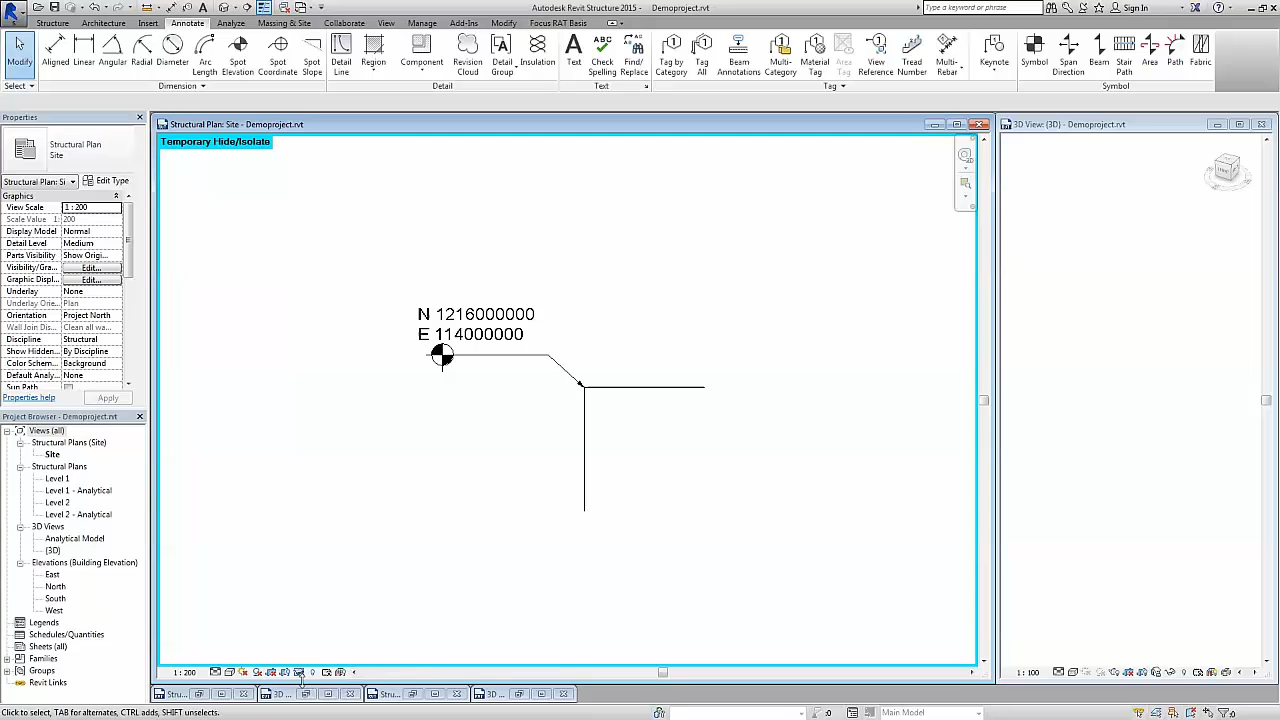 Autodesk Revit Structure 2015 - Demoproject.rvt
Type a keyword or phrase
Sign In
Structure Architecture Insert Annotate Analyze Massing & Site Collaborate View Manage Add-Ins Modify Focus RAT Basis
Modify Aligned Linear Angular Radial Diameter Arc Length Spot Elevation Spot Coordinate Spot Slope Detail Line Region Component Revision Cloud Detail Group Insulation Text Check Spelling Find/ Replace Tag by Category Tag All Beam Annotations Multi- Category Material Tag Area Tag View Reference Tread Number Multi- Rebar Keynote Symbol Span Direction Beam Stair Path Area Path Fabric
Select Dimension Detail Text Tag Symbol
Properties
Structural Plan
Site
Structural Plan: Si
Edit Type
Graphics
View Scale 1 : 200
Scale Value 1: 200
Display Model Normal
Detail Level Medium
Parts Visibility Show Origi...
Visibility/Gra... Edit...
Graphic Displ... Edit...
Underlay None
Underlay Orie... Plan
Orientation Project North
Wall Join Dis... Clean all wa...
Discipline Structural
Show Hidden... By Discipline
Color Schem... Background
Default Analy... None
Sun Path
Properties help
Apply
Project Browser - Demoproject.rvt
Views (all)
Structural Plans (Site)
Site
Structural Plans
Level 1
Level 1 - Analytical
Level 2
Level 2 - Analytical
3D Views
Analytical Model
{3D}
Elevations (Building Elevation)
East
North
South
West
Legends
Schedules/Quantities
Sheets (all)
Families
Groups
Revit Links
Structural Plan: Site - Demoproject.rvt
Temporary Hide/Isolate
N 1216000000
E 114000000
1 : 200
3D View: {3D} - Demoproject.rvt
1 : 100
Stru...
3D ...
Stru...
3D ...
Click to select, TAB for alternates, CTRL adds, SHIFT unselects.
:0
Main Model
:0